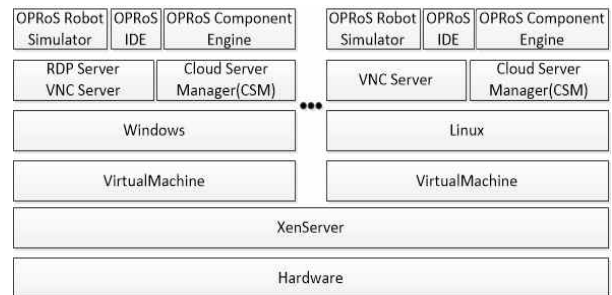 OPRoS Robot Simulator
OPRoS IDE
OPRoS Component Engine
OPRoS Robot Simulator
OPRoS IDE
OPRoS Component Engine
RDP Server
VNC Server
Cloud Server
Manager(CSM)
VNC Server
Cloud Server
Manager(CSM)
Windows
Linux
VirtualMachine
VirtualMachine
XenServer
Hardware